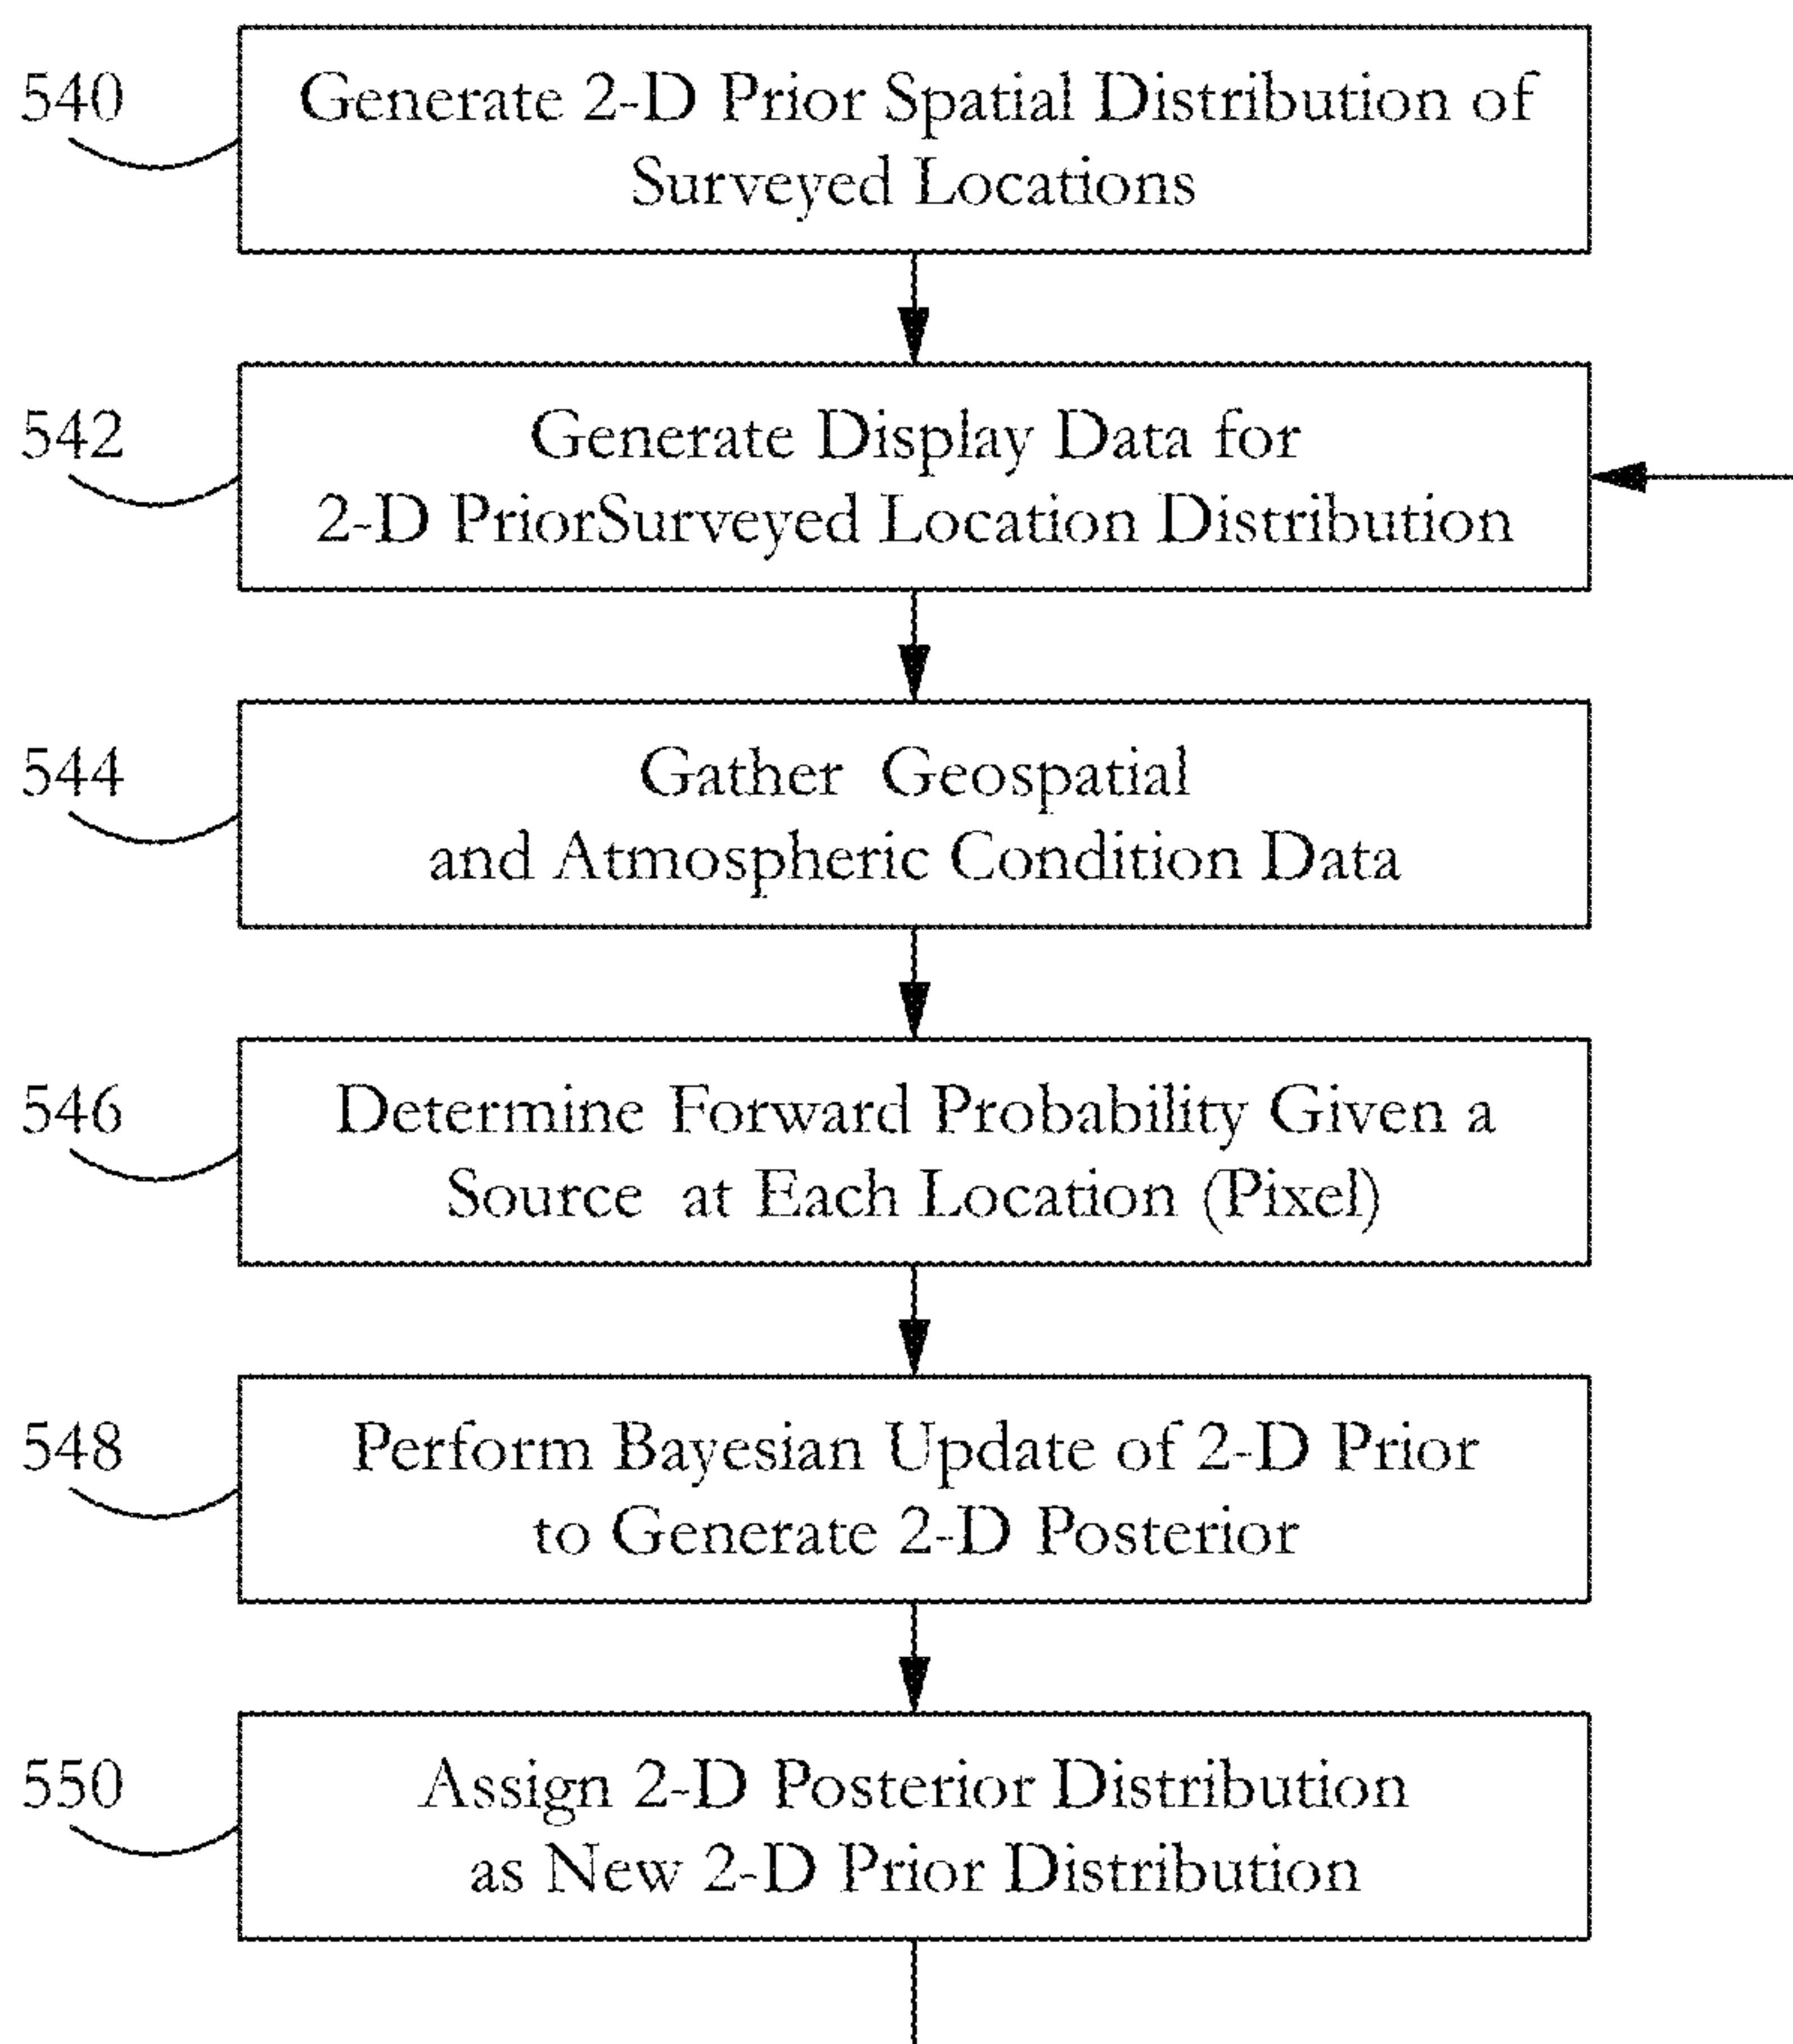 540
Generate 2-D Prior Spatial Distribution of
Surveyed Locations
542
Generate Display Data for
2-D PriorSurveyed Location Distribution
544
Gather Geospatial
and Atmospheric Condition Data
546
Determine Forward Probability Given a
Source at Each Location (Pixel)
548
Perform Bayesian Update of 2-D Prior
to Generate 2-D Posterior
550
Assign 2-D Posterior Distribution
as New 2-D Prior Distribution